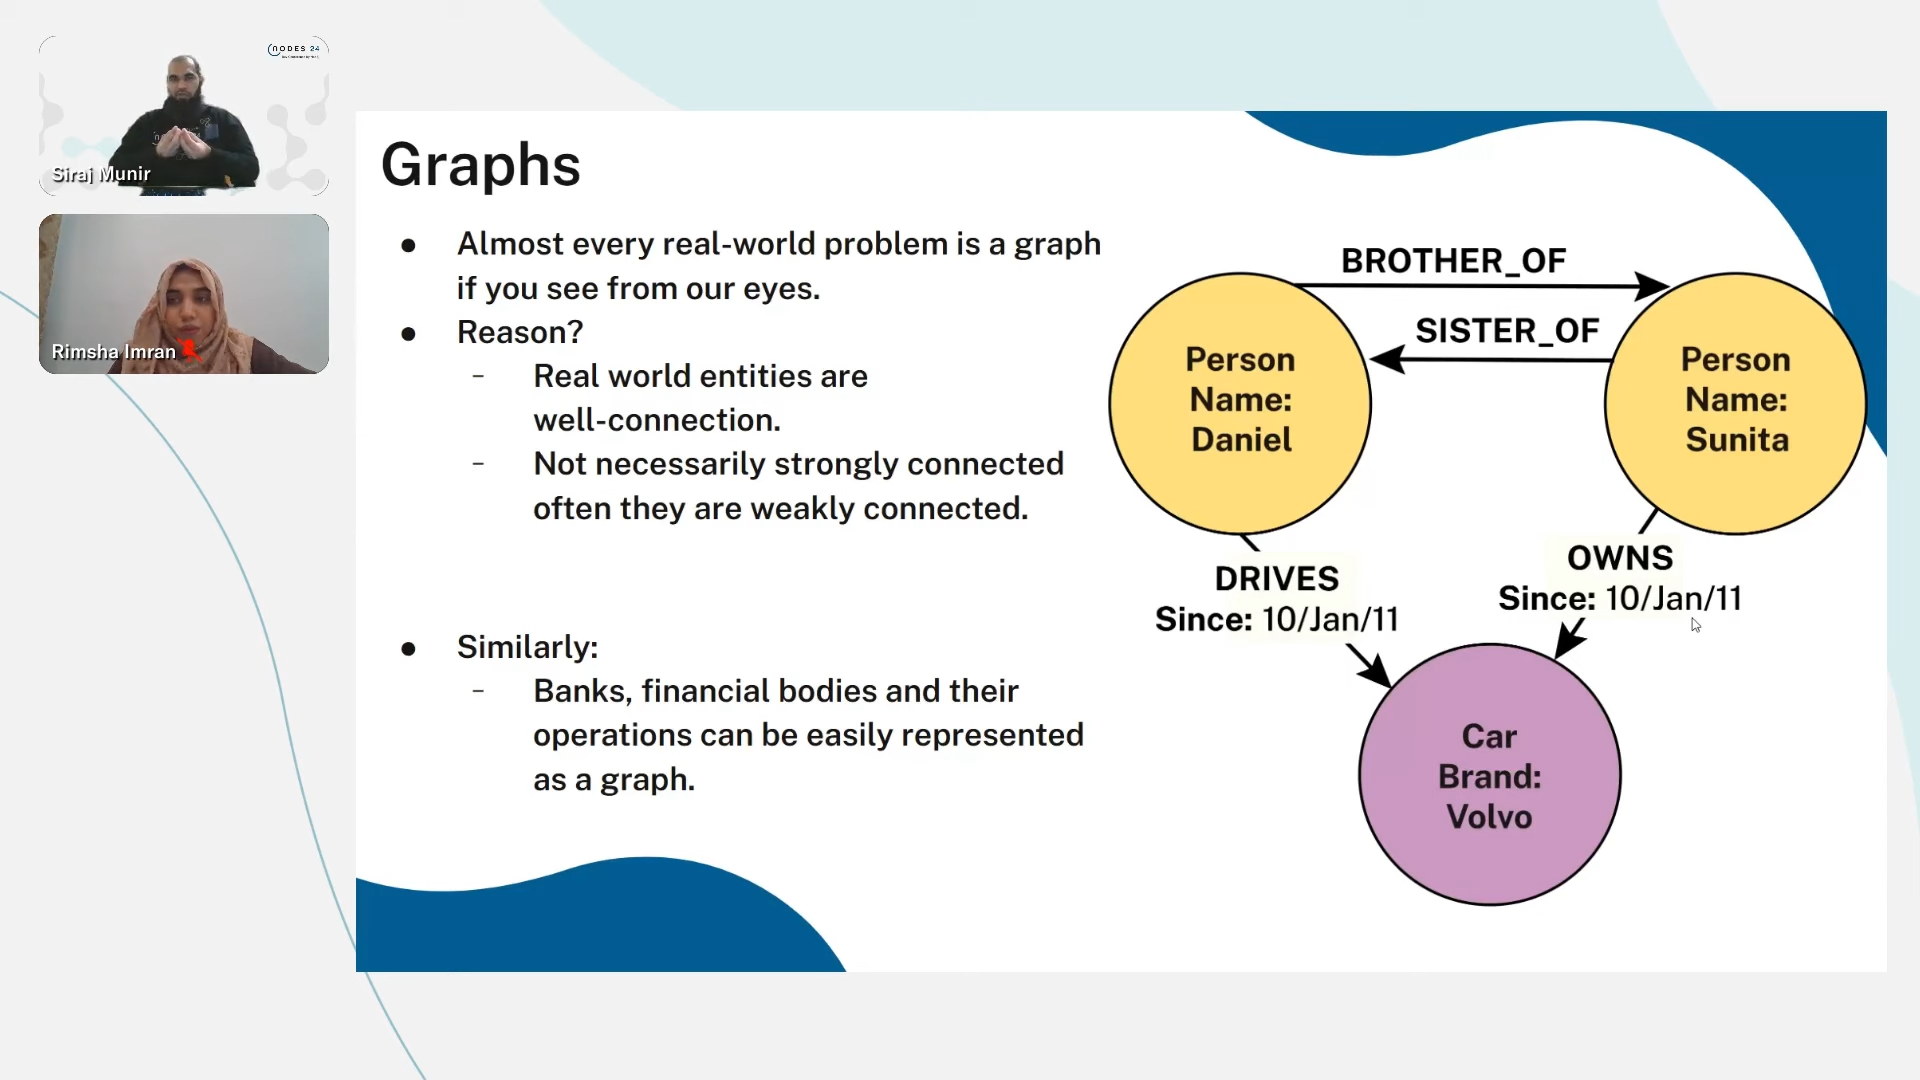 NODES 24
Siraj Munir
Rimsha Imran
Graphs
● Almost every real-world problem is a graph
if you see from our eyes.
● Reason?
- Real world entities are
well-connection.
- Not necessarily strongly connected
often they are weakly connected.
● Similarly:
- Banks, financial bodies and their
operations can be easily represented
as a graph.
BROTHER_OF
SISTER_OF
Person
Name:
Daniel
Person
Name:
Sunita
DRIVES
Since: 10/Jan/11
OWNS
Since: 10/Jan/11
Car
Brand:
Volvo